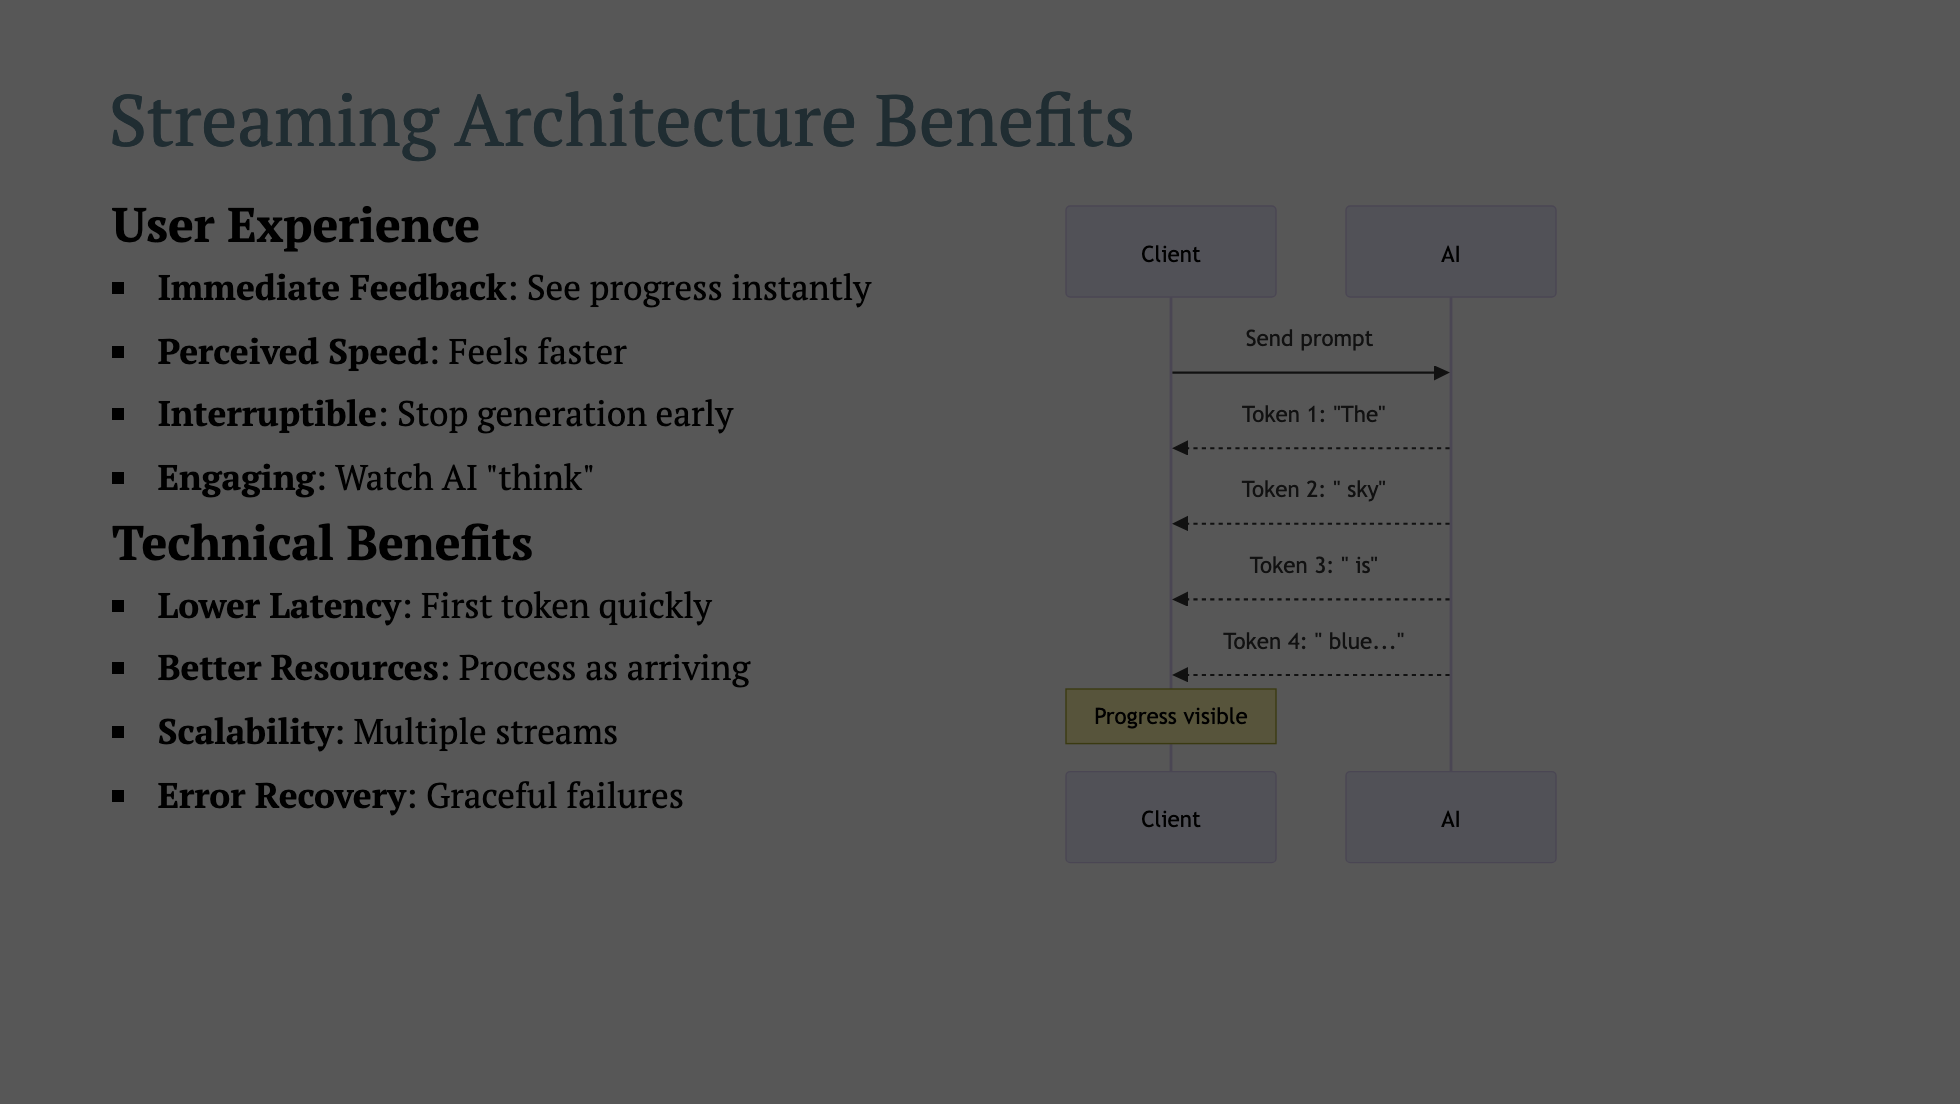 Streaming Architecture Benefits
User Experience
▪ Immediate Feedback: See progress instantly
▪ Perceived Speed: Feels faster
▪ Interruptible: Stop generation early
▪ Engaging: Watch AI "think"
Technical Benefits
▪ Lower Latency: First token quickly
▪ Better Resources: Process as arriving
▪ Scalability: Multiple streams
▪ Error Recovery: Graceful failures
Client
AI
Send prompt
Token 1: "The"
Token 2: " sky"
Token 3: " is"
Token 4: " blue..."
Progress visible
Client
AI